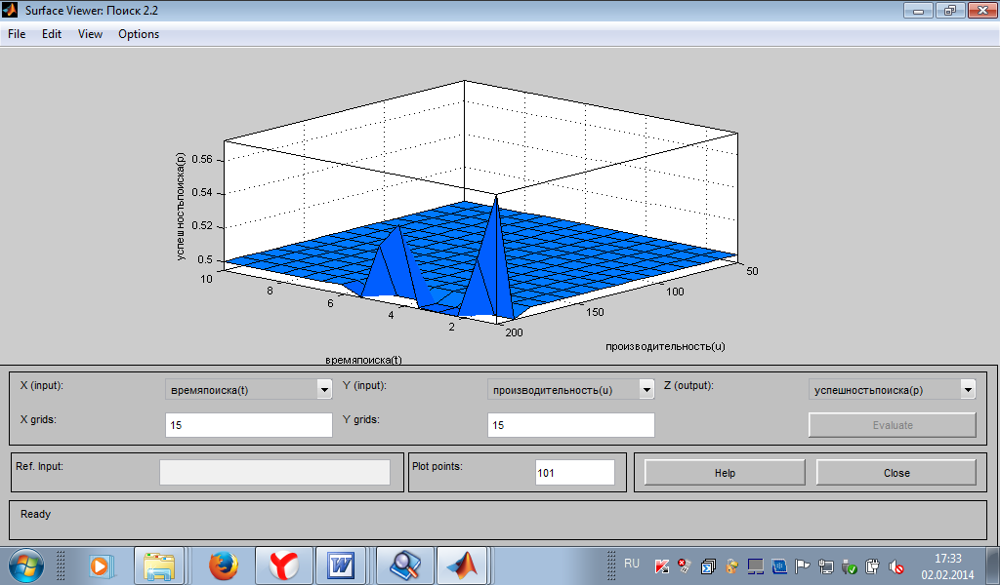 Surface Viewer: Поиск 2.2
File Edit View Options
успешностьпоиска(p)
0.56
0.54
0.52
0.5
10
8
6
4
2
50
100
150
200
времяпоиска(t)
производительность(u)
X (input): времяпоиска(t) Y (input): производительность(u) Z (output): успешностьпоиска(p)
X grids: 15 Y grids: 15 Evaluate
Ref. Input: Plot points: 101 Help Close
Ready
RU 17:33
02.02.2014